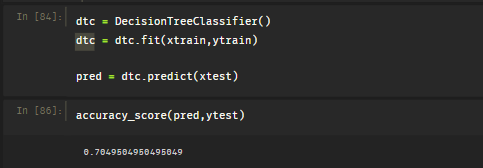 In [84]:
dtc = DecisionTreeClassifier()
dtc = dtc.fit(xtrain,ytrain)
pred = dtc.predict(xtest)
In [86]:
accuracy_score(pred,ytest)
0.7049504950495049